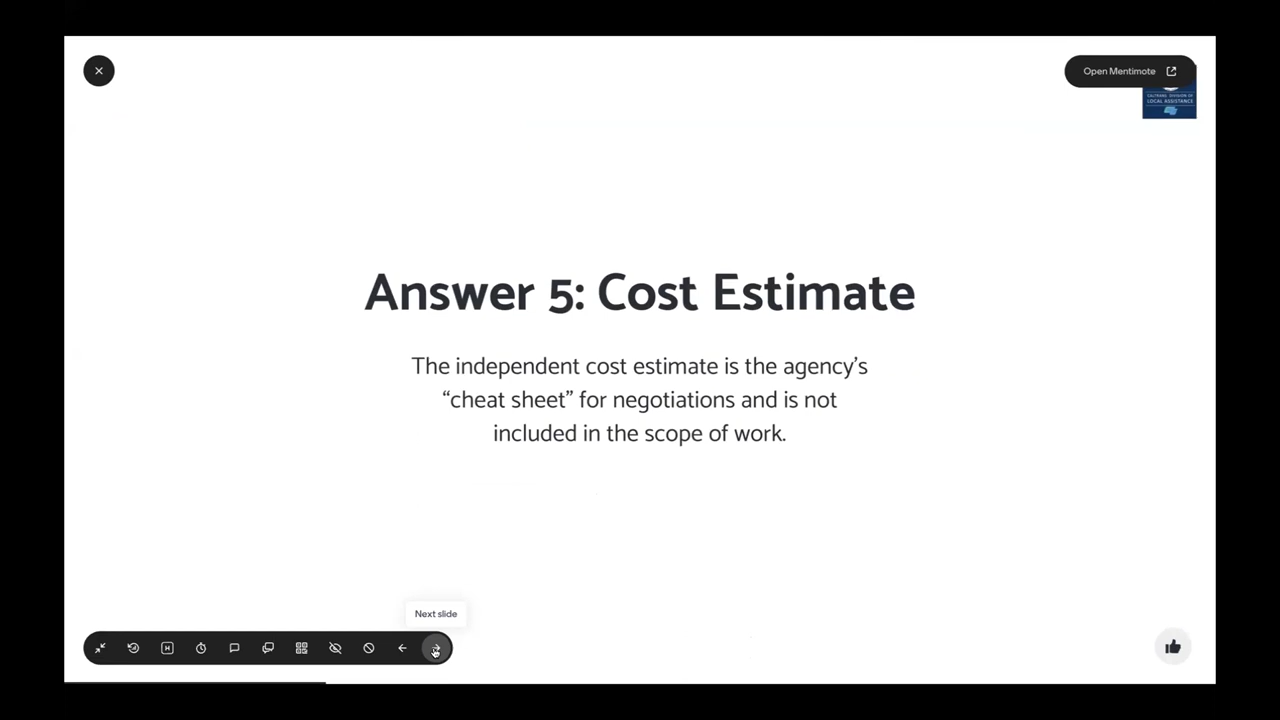 Open Mentimote
CALTRANS DIVISION OF
LOCAL ASSISTANCE
Answer 5: Cost Estimate
The independent cost estimate is the agency’s
“cheat sheet” for negotiations and is not
included in the scope of work.
Next slide
H